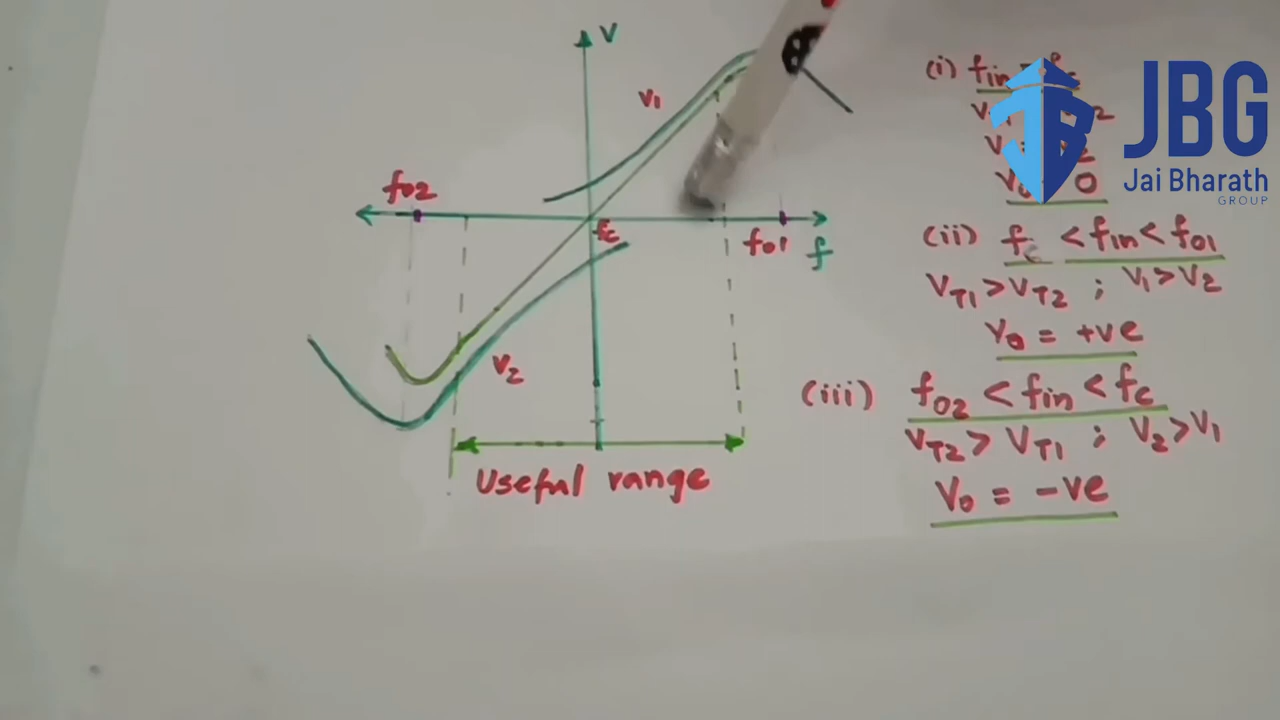 V
V1
fo2
fc
fo1
f
V2
Useful range
(i) fin
0
(ii) fc < fin < fo1
VT1 > VT2 ; V1 > V2
Vo = +ve
(iii) fo2 < fin < fc
VT2 > VT1 ; V2 > V1
Vo = -ve
JBG
Jai Bharath
GROUP